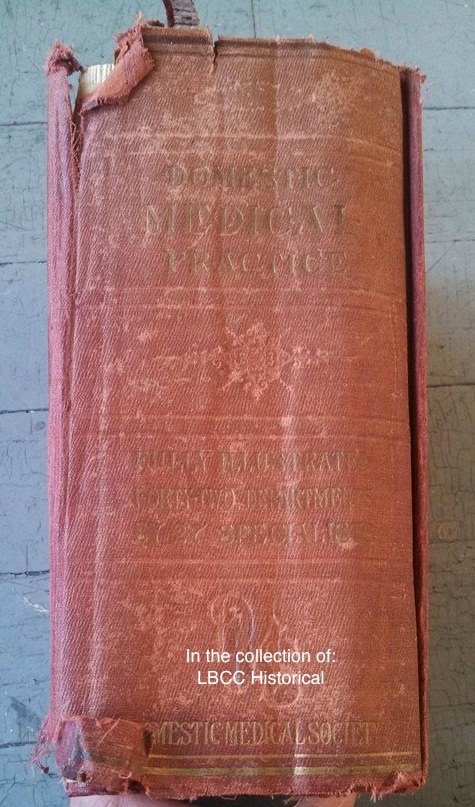 DOMESTIC
MEDICAL
PRACTICE
FULLY ILLUSTRATED
FORTY-TWO DEPARTMENTS
BY 27 SPECIALISTS
In the collection of:
LBCC Historical
DOMESTIC MEDICAL SOCIETY